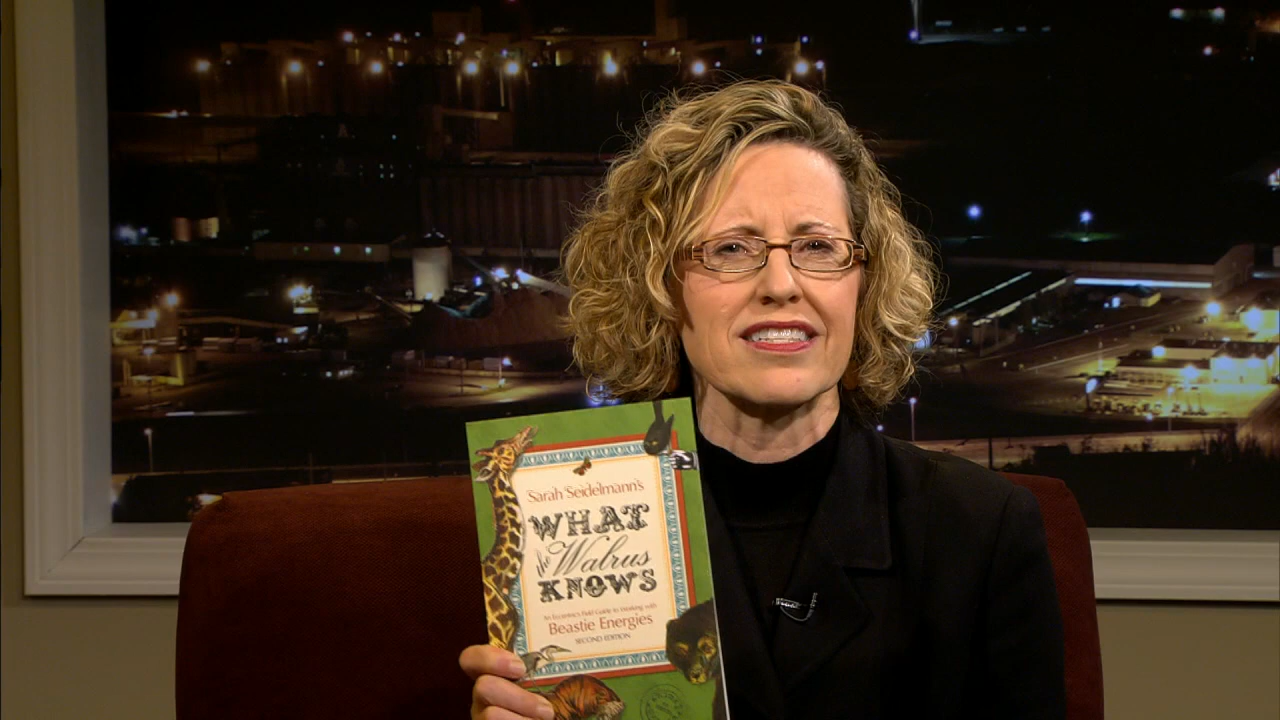 Sarah Seidelmann's
WHAT
the Walrus
KNOWS
An Eccentric's Field Guide to Working with
Beastie Energies
SECOND EDITION